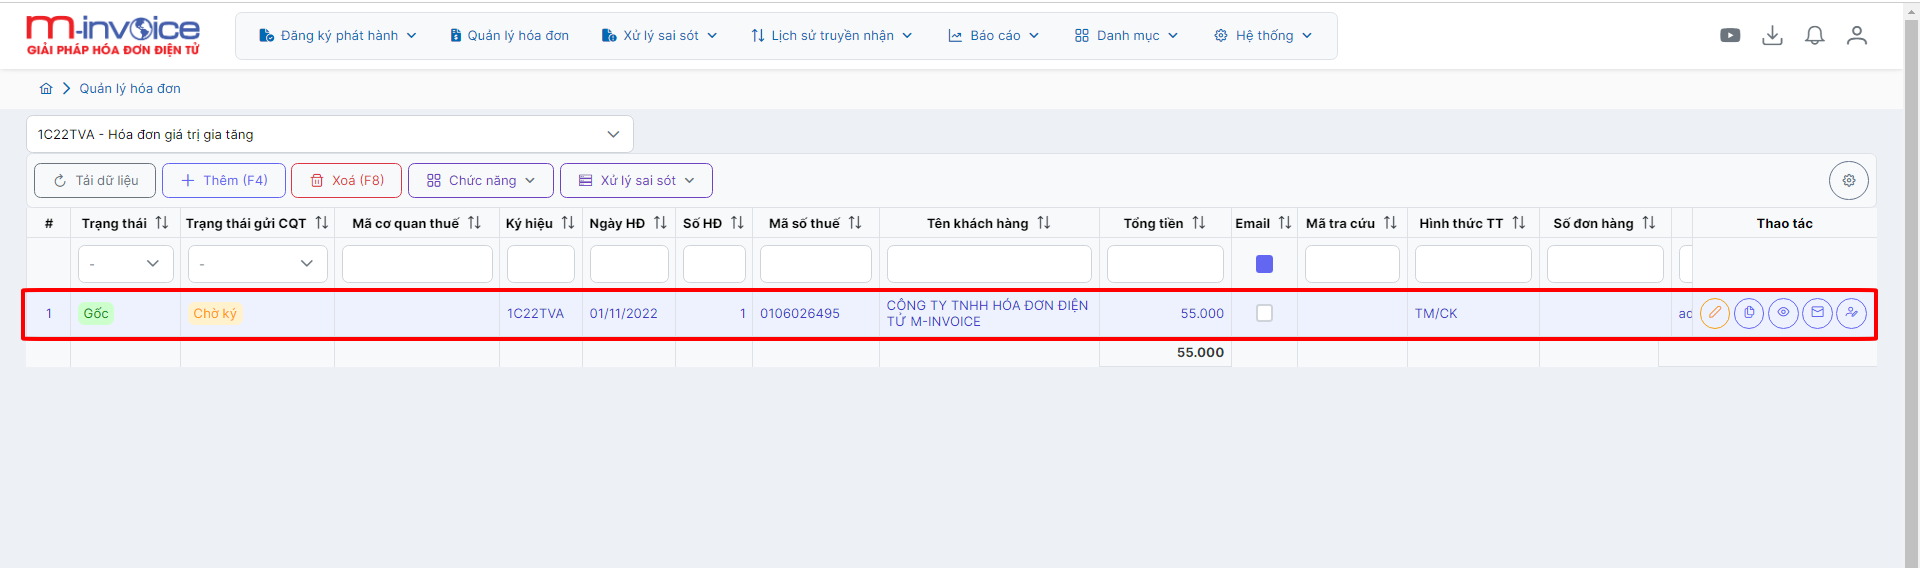 m-invoice
GIẢI PHÁP HÓA ĐƠN ĐIỆN TỬ
Đăng ký phát hành
Quản lý hóa đơn
Xử lý sai sót
Lịch sử truyền nhận
Báo cáo
Danh mục
Hệ thống
Quản lý hóa đơn
1C22TVA - Hóa đơn giá trị gia tăng
Tải dữ liệu
Thêm (F4)
Xoá (F8)
Chức năng
Xử lý sai sót
# Trạng thái Trạng thái gửi CQT Mã cơ quan thuế Ký hiệu Ngày HĐ Số HĐ Mã số thuế Tên khách hàng Tổng tiền Email Mã tra cứu Hình thức TT Số đơn hàng Thao tác
- -
1 Gốc Chờ ký 1C22TVA 01/11/2022 1 0106026495 CÔNG TY TNHH HÓA ĐƠN ĐIỆN 55.000 TM/CK
TỬ M-INVOICE
55.000